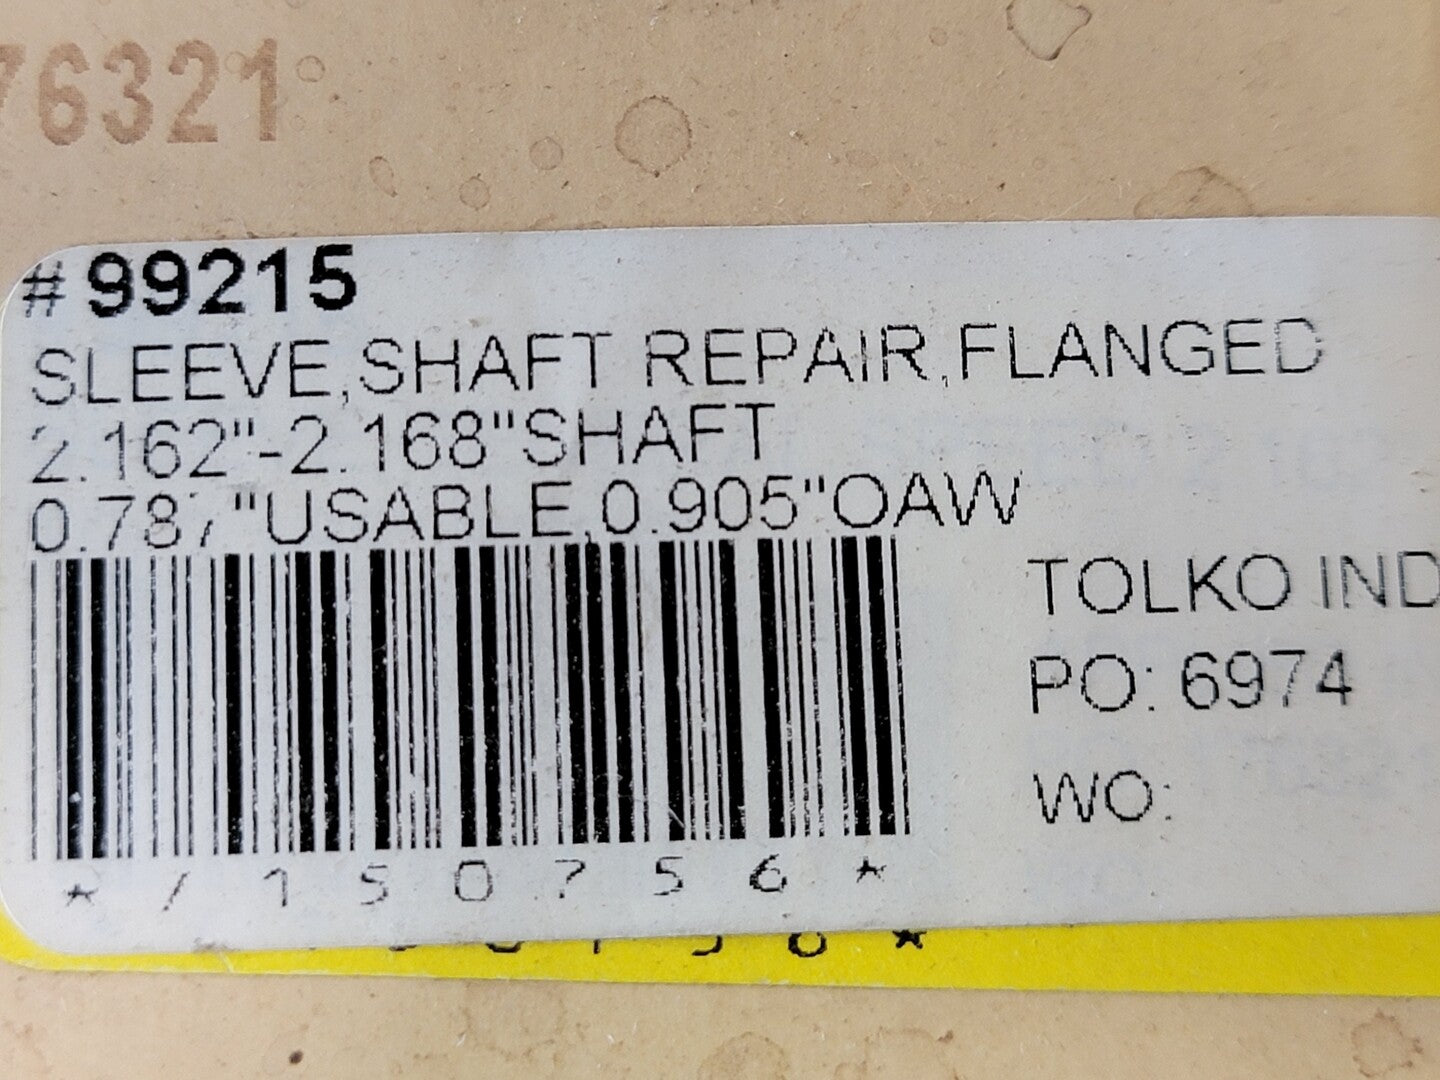 76321
#99215
SLEEVE,SHAFT REPAIR,FLANGED
2.162"-2.168"SHAFT
0.787"USABLE,0.905"OAW
TOLKO IND
PO: 6974
WO:
*/150756*